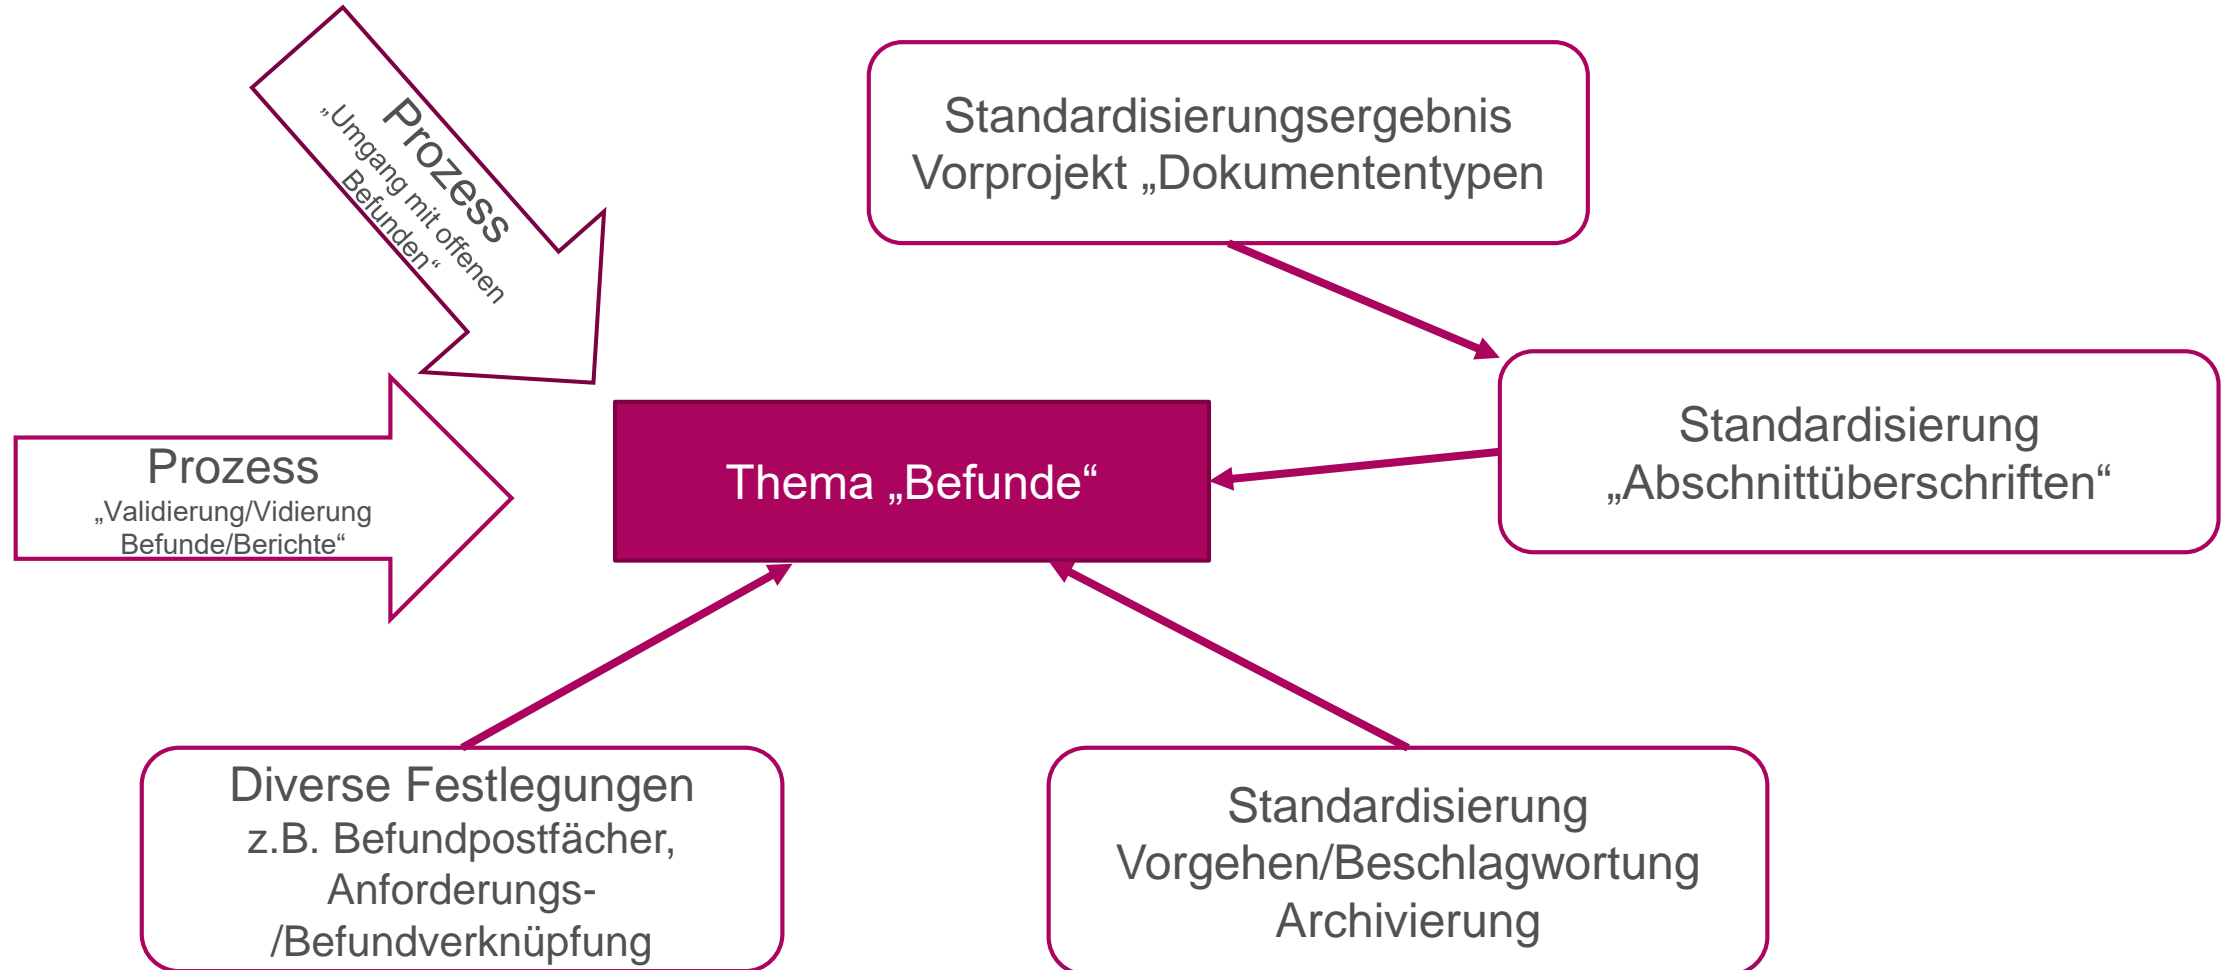 Prozess
„Umgang mit offenen
Befunden“
Standardisierungsergebnis
Vorprojekt „Dokumententypen
Prozess
„Validierung/Vidierung
Befunde/Berichte“
Thema „Befunde“
Standardisierung
„Abschnittüberschriften“
Diverse Festlegungen
z.B. Befundpostfächer,
Anforderungs-
/Befundverknüpfung
Standardisierung
Vorgehen/Beschlagwortung
Archivierung